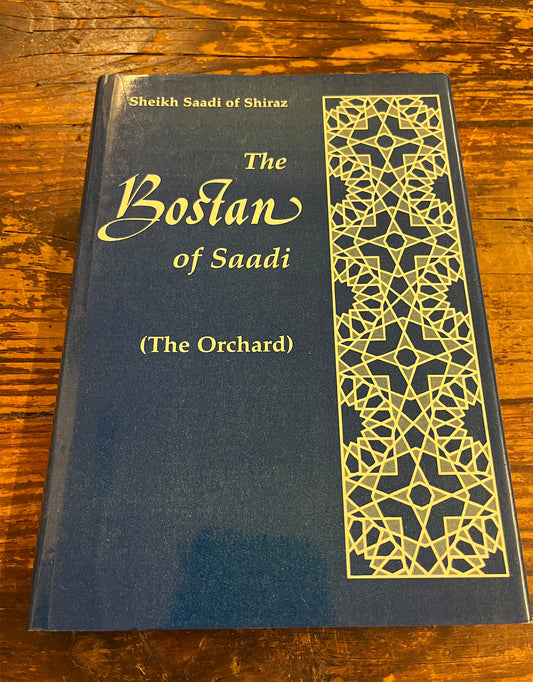 Sheikh Saadi of Shiraz
The
Bostan
of Saadi
(The Orchard)